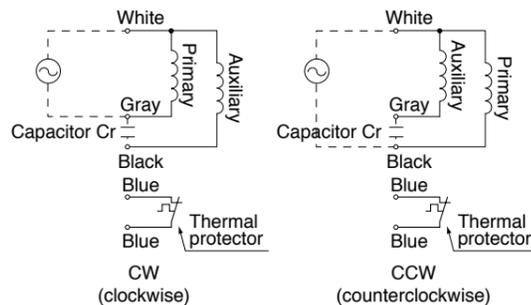 White
Primary
Auxiliary
Gray
Capacitor Cr
Black
Blue
Thermal
protector
Blue
CW
(clockwise)
White
Auxiliary
Primary
Gray
Capacitor Cr
Black
Blue
Thermal
protector
Blue
CCW
(counterclockwise)